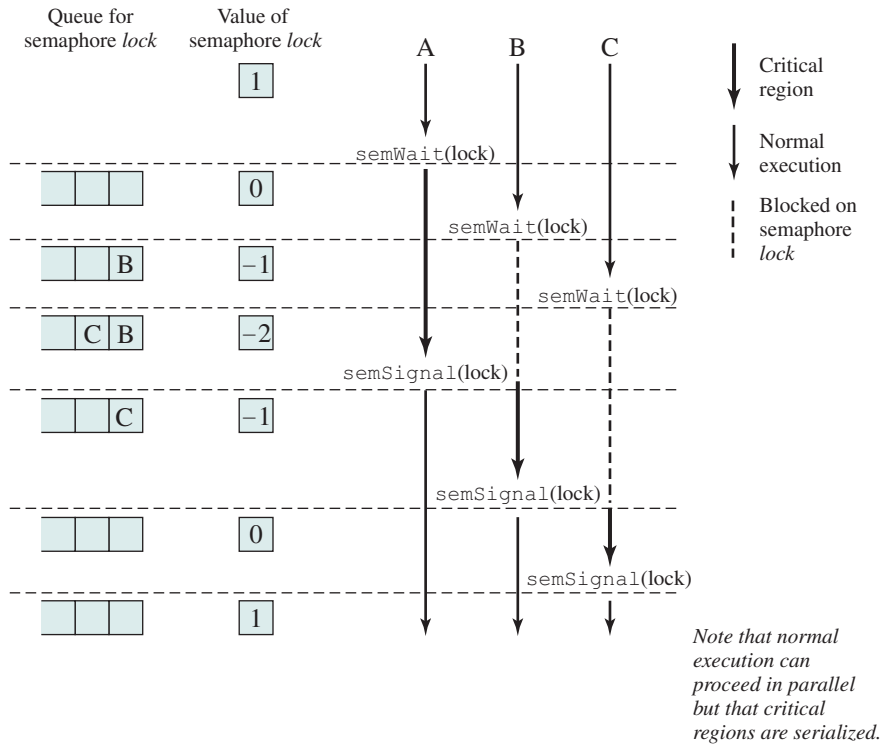 Queue for
semaphore lock
Value of
semaphore lock
A
B
C
1
Critical
region
Normal
execution
semWait(lock)
0
Blocked on
semaphore
lock
semWait(lock)
B
–1
semWait(lock)
C B
–2
semSignal(lock)
C
–1
semSignal(lock)
0
semSignal(lock)
1
Note that normal
execution can
proceed in parallel
but that critical
regions are serialized.